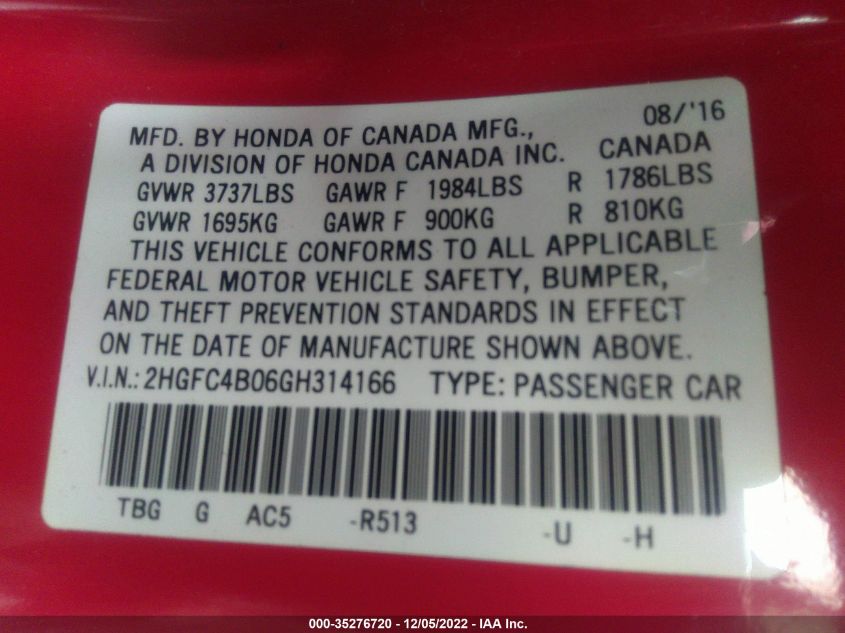 08/'16
MFD. BY HONDA OF CANADA MFG.,
A DIVISION OF HONDA CANADA INC. CANADA
GVWR 3737LBS GAWR F 1984LBS R 1786LBS
GVWR 1695KG GAWR F 900KG R 810KG
THIS VEHICLE CONFORMS TO ALL APPLICABLE
FEDERAL MOTOR VEHICLE SAFETY, BUMPER,
AND THEFT PREVENTION STANDARDS IN EFFECT
ON THE DATE OF MANUFACTURE SHOWN ABOVE.
V.I.N.: 2HGFC4B06GH314166 TYPE: PASSENGER CAR
TBG G AC5 -R513 -U -H
000-35276720 - 12/05/2022 - IAA Inc.